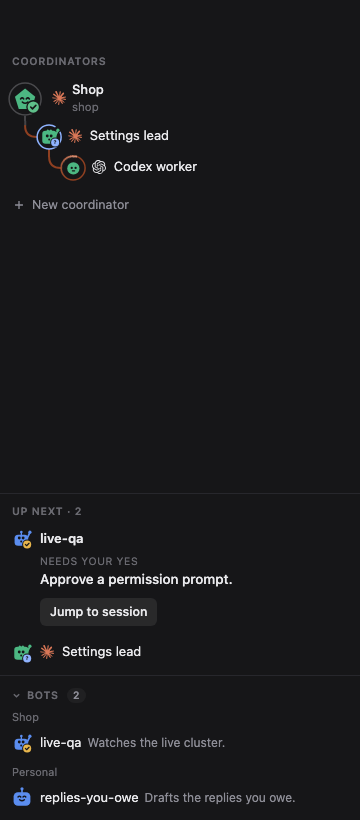 COORDINATORS
Shop
shop
Settings lead
Codex worker
+ New coordinator
UP NEXT · 2
live-qa
NEEDS YOUR YES
Approve a permission prompt.
Jump to session
Settings lead
BOTS 2
Shop
live-qa Watches the live cluster.
Personal
replies-you-owe Drafts the replies you owe.